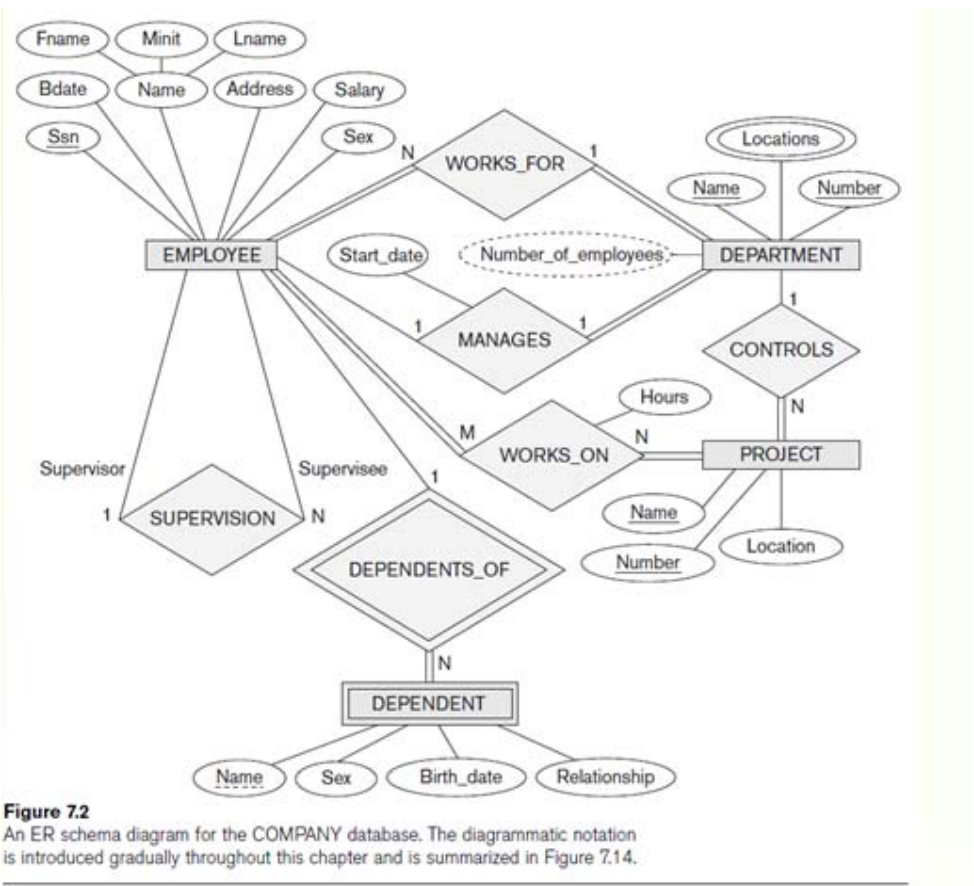 Fname Minit Lname
Bdate Name Address Salary
Ssn Sex
N WORKS_FOR 1
Locations
Name Number
EMPLOYEE Start_date Number_of_employees DEPARTMENT
1 MANAGES 1
1
CONTROLS
N
Hours
M WORKS_ON N PROJECT
Supervisor Supervisee
1 SUPERVISION N
1
Name
Number Location
DEPENDENTS_OF
N
DEPENDENT
Name Sex Birth_date Relationship
Figure 7.2
An ER schema diagram for the COMPANY database. The diagrammatic notation
is introduced gradually throughout this chapter and is summarized in Figure 7.14.